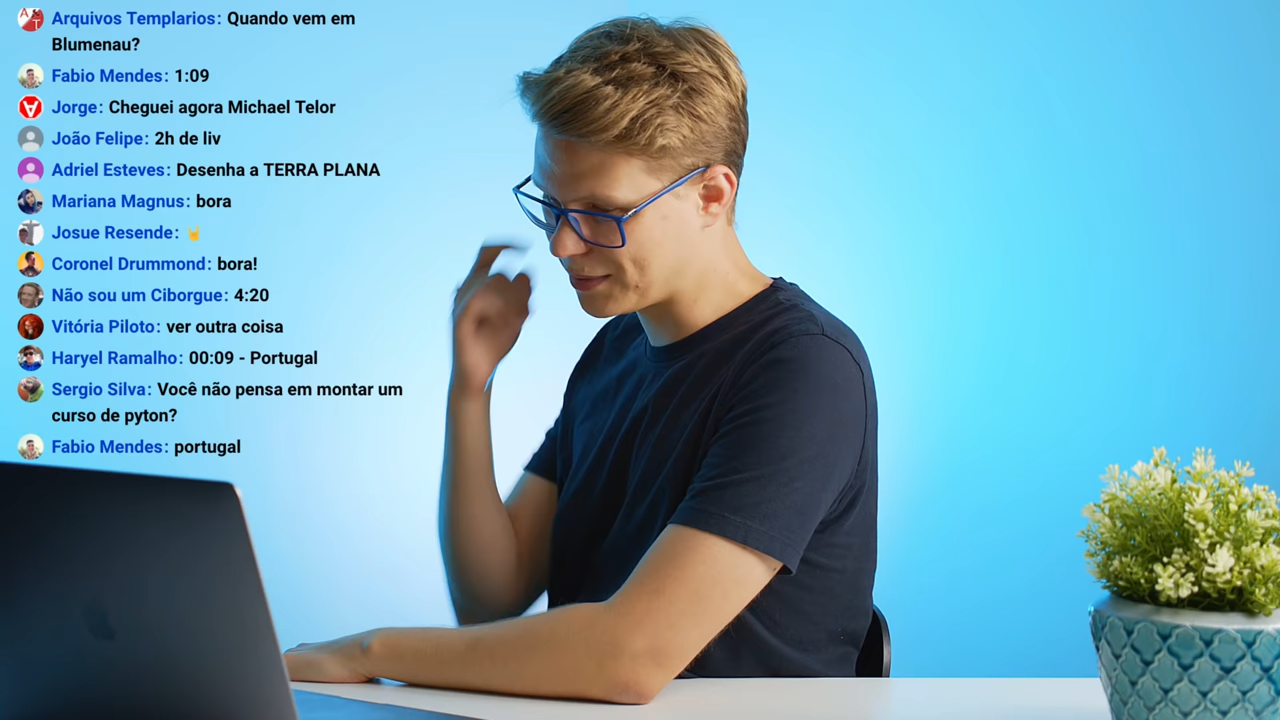 Arquivos Templarios: Quando vem em
Blumenau?
Fabio Mendes: 1:09
Jorge: Cheguei agora Michael Telor
João Felipe: 2h de liv
Adriel Esteves: Desenha a TERRA PLANA
Mariana Magnus: bora
Josue Resende: 🤘
Coronel Drummond: bora!
Não sou um Ciborgue: 4:20
Vitória Piloto: ver outra coisa
Haryel Ramalho: 00:09 - Portugal
Sergio Silva: Você não pensa em montar um
curso de pyton?
Fabio Mendes: portugal